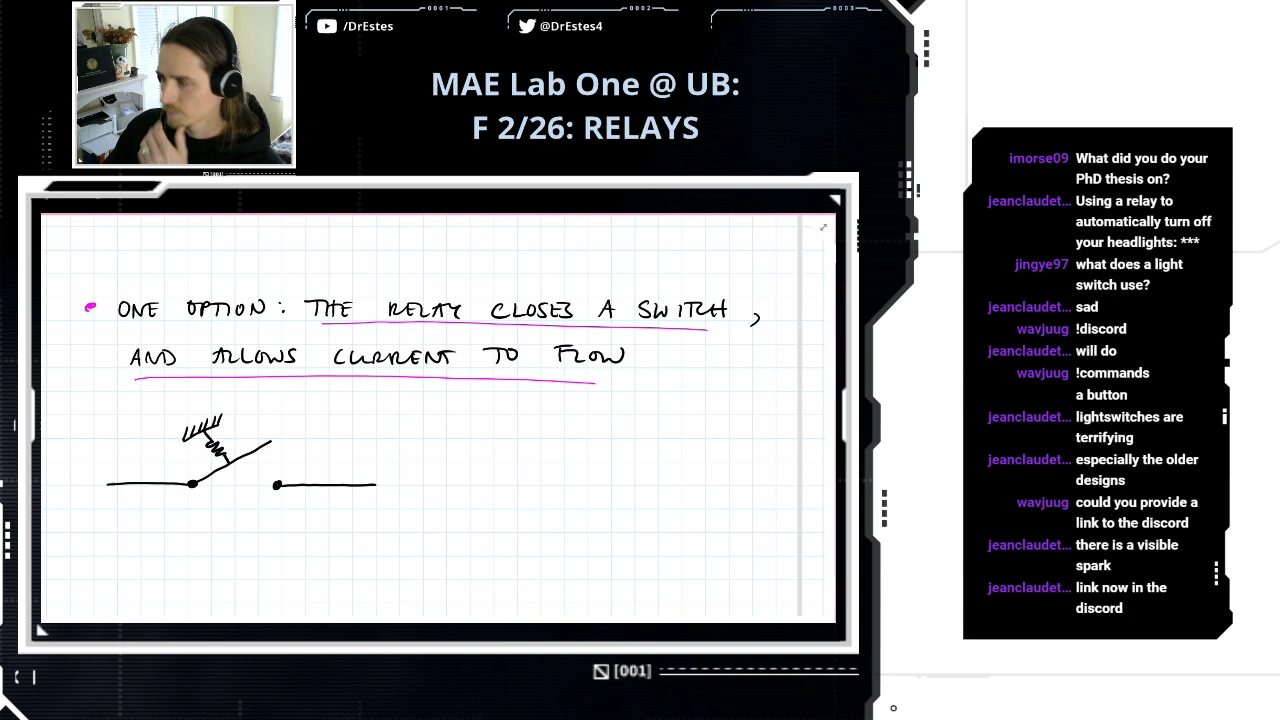 0001
0002
0003
/DrEstes
@DrEstes4
MAE Lab One @ UB:
F 2/26: RELAYS
[001]
ONE OPTION: THE RELAY CLOSES A SWITCH,
AND ALLOWS CURRENT TO FLOW
[001]
imorse09 What did you do your
PhD thesis on?
jeanclaudet... Using a relay to
automatically turn off
your headlights: ***
jingye97 what does a light
switch use?
jeanclaudet... sad
wavjuug !discord
jeanclaudet... will do
wavjuug !commands
a button
jeanclaudet... lightswitches are
terrifying
jeanclaudet... especially the older
designs
wavjuug could you provide a
link to the discord
jeanclaudet... there is a visible
spark
jeanclaudet... link now in the
discord